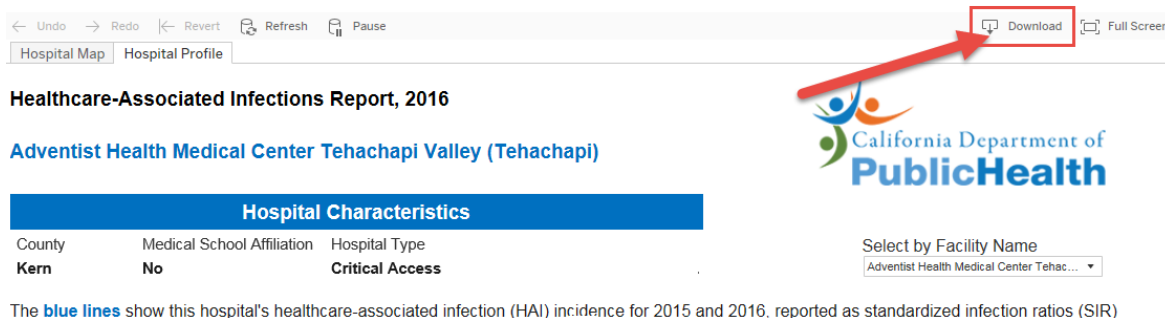 Undo Redo Revert Refresh Pause Download Full Screen
Hospital Map Hospital Profile
Healthcare-Associated Infections Report, 2016
Adventist Health Medical Center Tehachapi Valley (Tehachapi)
California Department of
PublicHealth
Hospital Characteristics
County Medical School Affiliation Hospital Type
Kern No Critical Access
Select by Facility Name
Adventist Health Medical Center Tehac...
The blue lines show this hospital's healthcare-associated infection (HAI) incidence for 2015 and 2016, reported as standardized infection ratios (SIR)